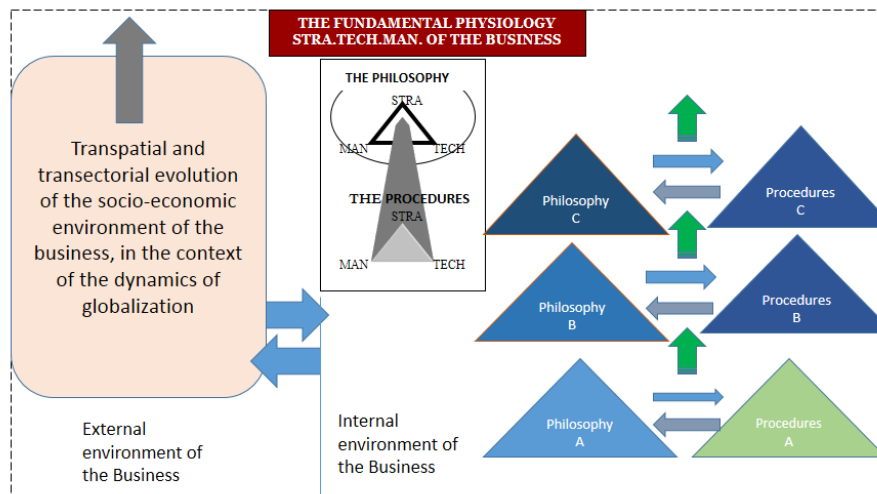 THE FUNDAMENTAL PHYSIOLOGY
STRA.TECH.MAN. OF THE BUSINESS
Transpatial and
transectorial evolution
of the socio-economic
environment of the
business, in the context
of the dynamics of
globalization
External
environment of
the Business
THE PHILOSOPHY
STRA
MAN TECH
THE PROCEDURES
STRA
MAN TECH
Internal
environment of
the Business
Philosophy
C
Procedures
C
Philosophy
B
Procedures
B
Philosophy
A
Procedures
A